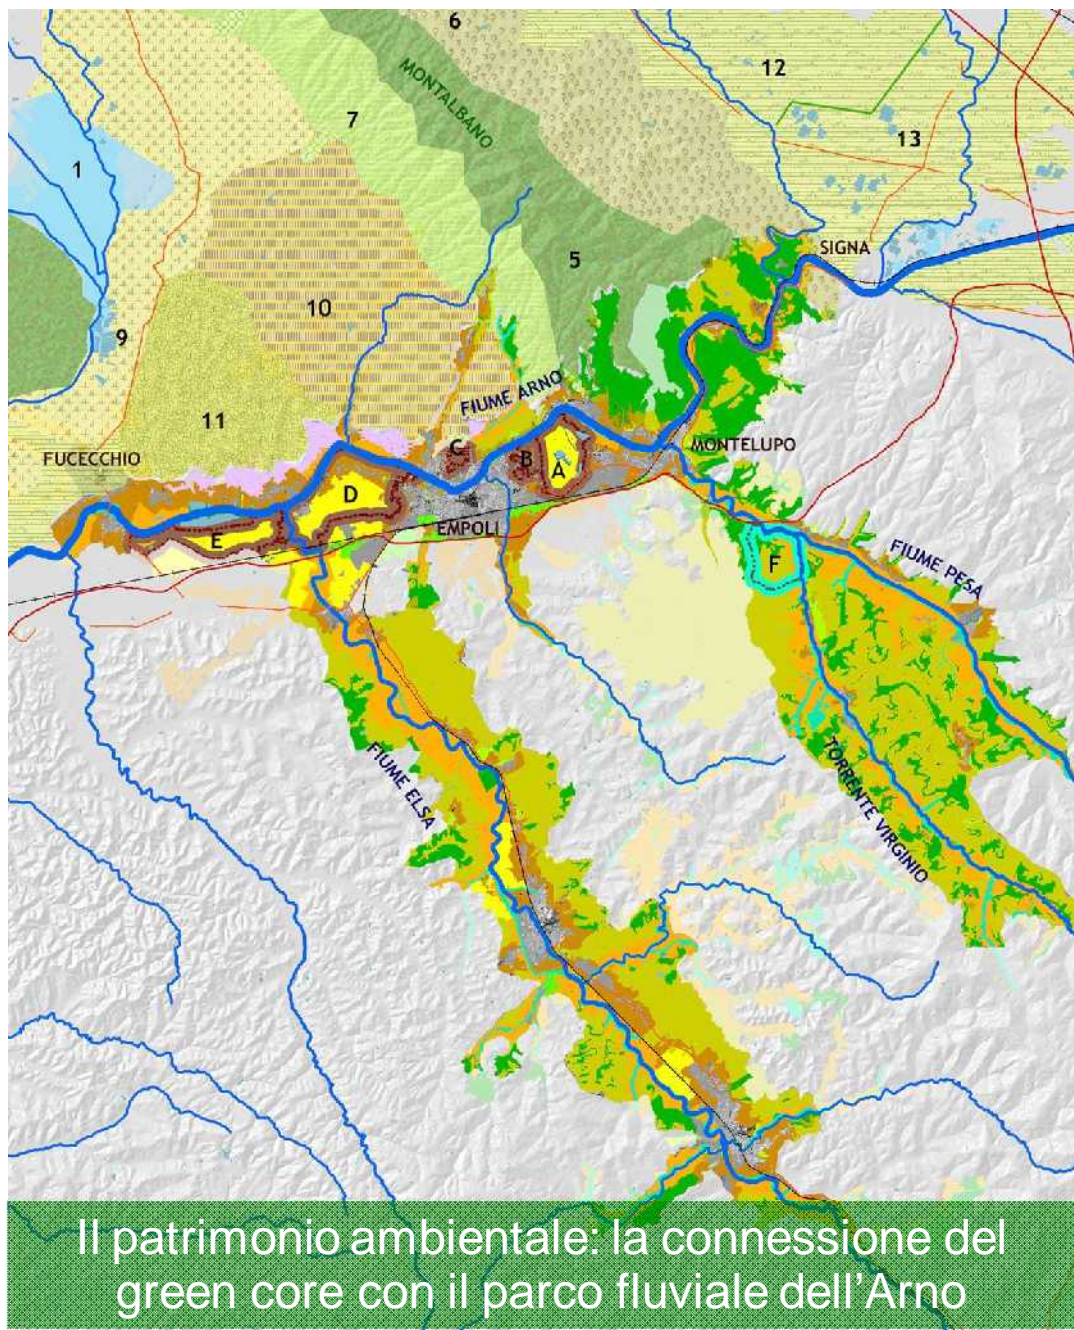 6
12
MONTALBANO
7
13
1
5
SIGNA
10
9
FIUME ARNO
11
MONTELUPO
FUCECCHIO
C
B
A
D
EMPOLI
E
F
FIUME PESA
FIUME ELSA
TORRENTE VIRGINIO
Il patrimonio ambientale: la connessione del
green core con il parco fluviale dell'Arno